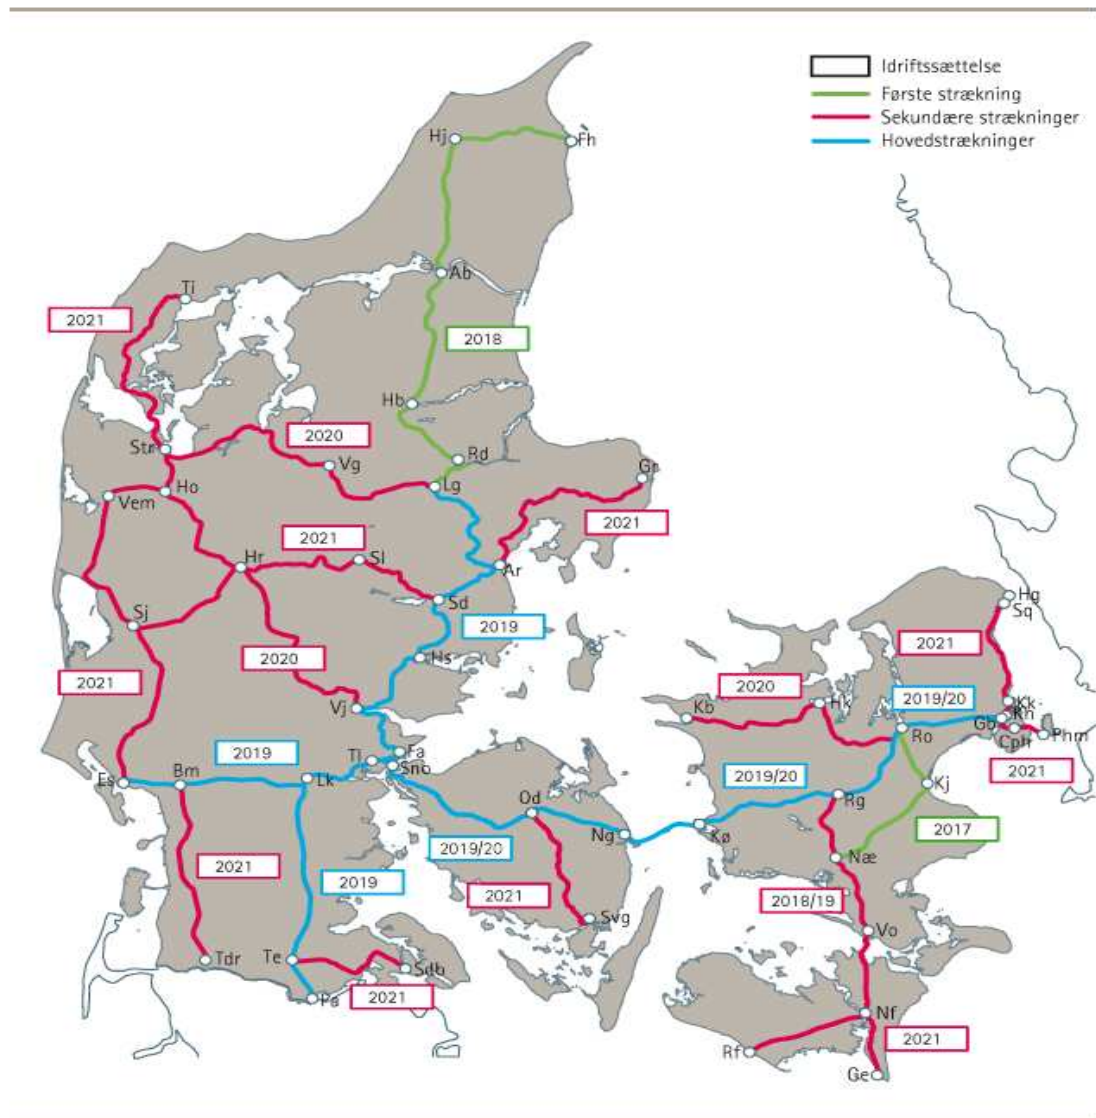 Idriftssættelse
Første strækning
Sekundære strækninger
Hovedstrækninger
Hj
Fh
Ab
Ti
2021
2018
Hb
2020
Str
Vg
Rd
Gr
Lg
Ho
Vem
2021
2021
Hr
Sl
Ar
Sd
Sj
2019
Hs
2020
2021
Vj
Hg
Sq
2021
2020
2019/20
Kb
Hk
Kk
Kh
Gb
Ro
Cph
Phm
2021
Fa
Sno
Tl
2019
Es
Bm
Lk
2019/20
Rg
Kj
Od
Ng
Kø
2017
2019/20
Næ
2021
2019
2021
2018/19
Svg
Vo
Tdr
Te
Sdb
2021
Pa
Nf
2021
Rf
Ge